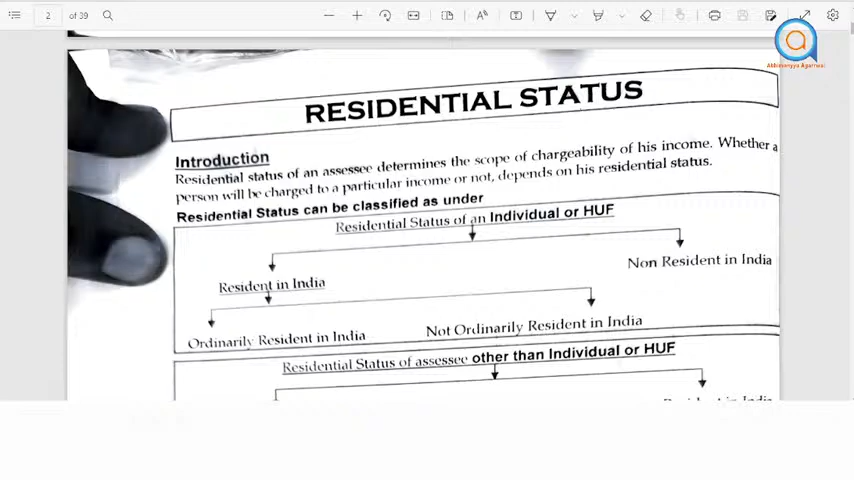 2 of 39
Abhimanyyu Agarrwal
RESIDENTIAL STATUS
Introduction
Residential status of an assessee determines the scope of chargeability of his income. Whether a
person will be charged to a particular income or not, depends on his residential status.
Residential Status can be classified as under
Residential Status of an Individual or HUF
Resident in India
Non Resident in India
Ordinarily Resident in India
Not Ordinarily Resident in India
Residential Status of assessee other than Individual or HUF